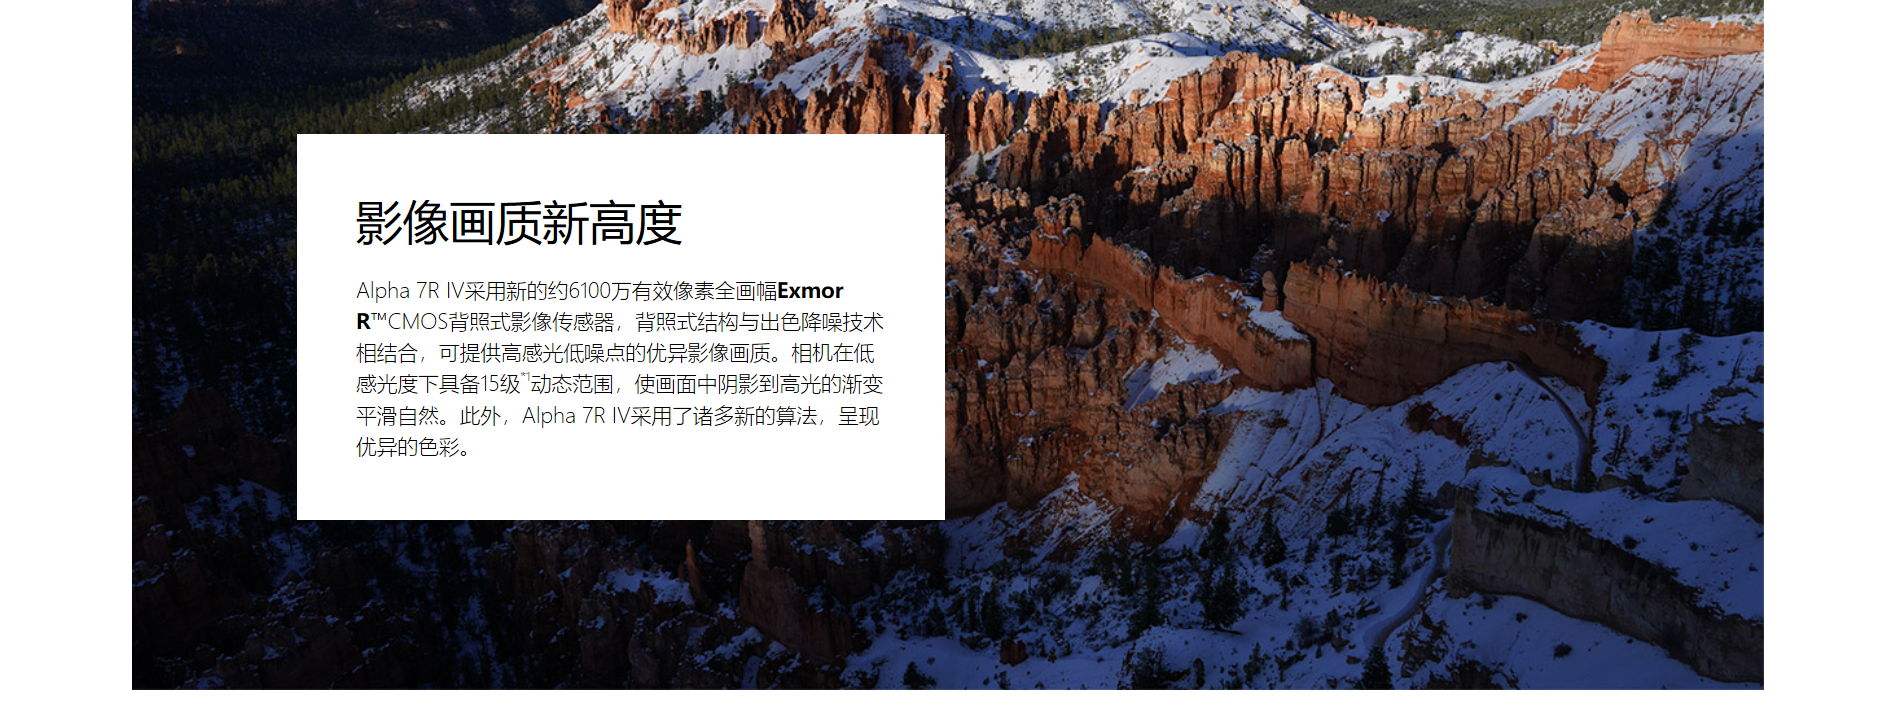 影像画质新高度
Alpha 7R IV采用新的约6100万有效像素全画幅Exmor
R™CMOS背照式影像传感器，背照式结构与出色降噪技术
相结合，可提供高感光低噪点的优异影像画质。相机在低
感光度下具备15级*1动态范围，使画面中阴影到高光的渐变
平滑自然。此外，Alpha 7R IV采用了诸多新的算法，呈现
优异的色彩。